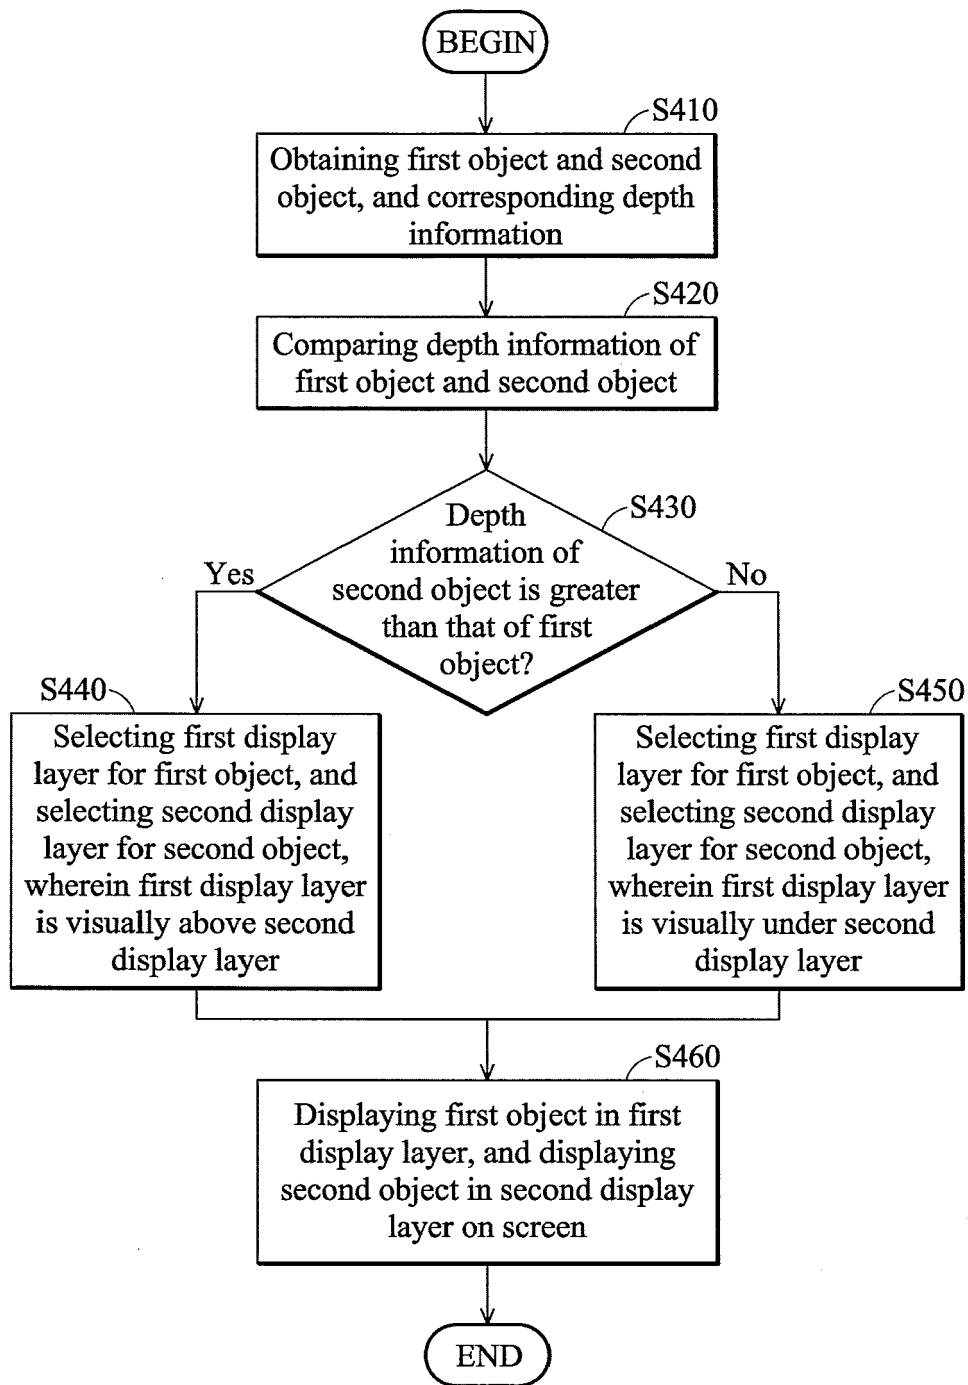 BEGIN
S410
Obtaining first object and second
object, and corresponding depth
information
S420
Comparing depth information of
first object and second object
S430
Depth
information of
second object is greater
than that of first
object?
Yes
No
S440
Selecting first display
layer for first object, and
selecting second display
layer for second object,
wherein first display layer
is visually above second
display layer
S450
Selecting first display
layer for first object, and
selecting second display
layer for second object,
wherein first display layer
is visually under second
display layer
S460
Displaying first object in first
display layer, and displaying
second object in second display
layer on screen
END